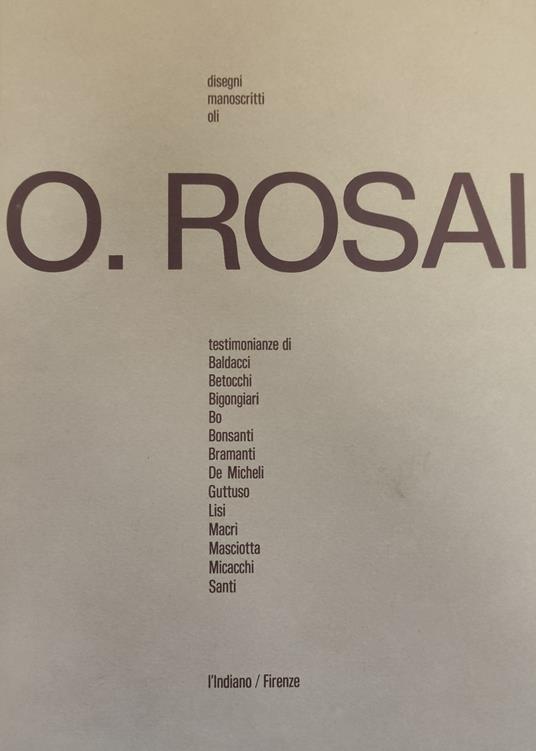 disegni
manoscritti
oli
O. ROSAI
testimonianze di
Baldacci
Betocchi
Bigongiari
Bo
Bonsanti
Bramanti
De Micheli
Guttuso
Lisi
Macrì
Masciotta
Micacchi
Santi
l'Indiano / Firenze